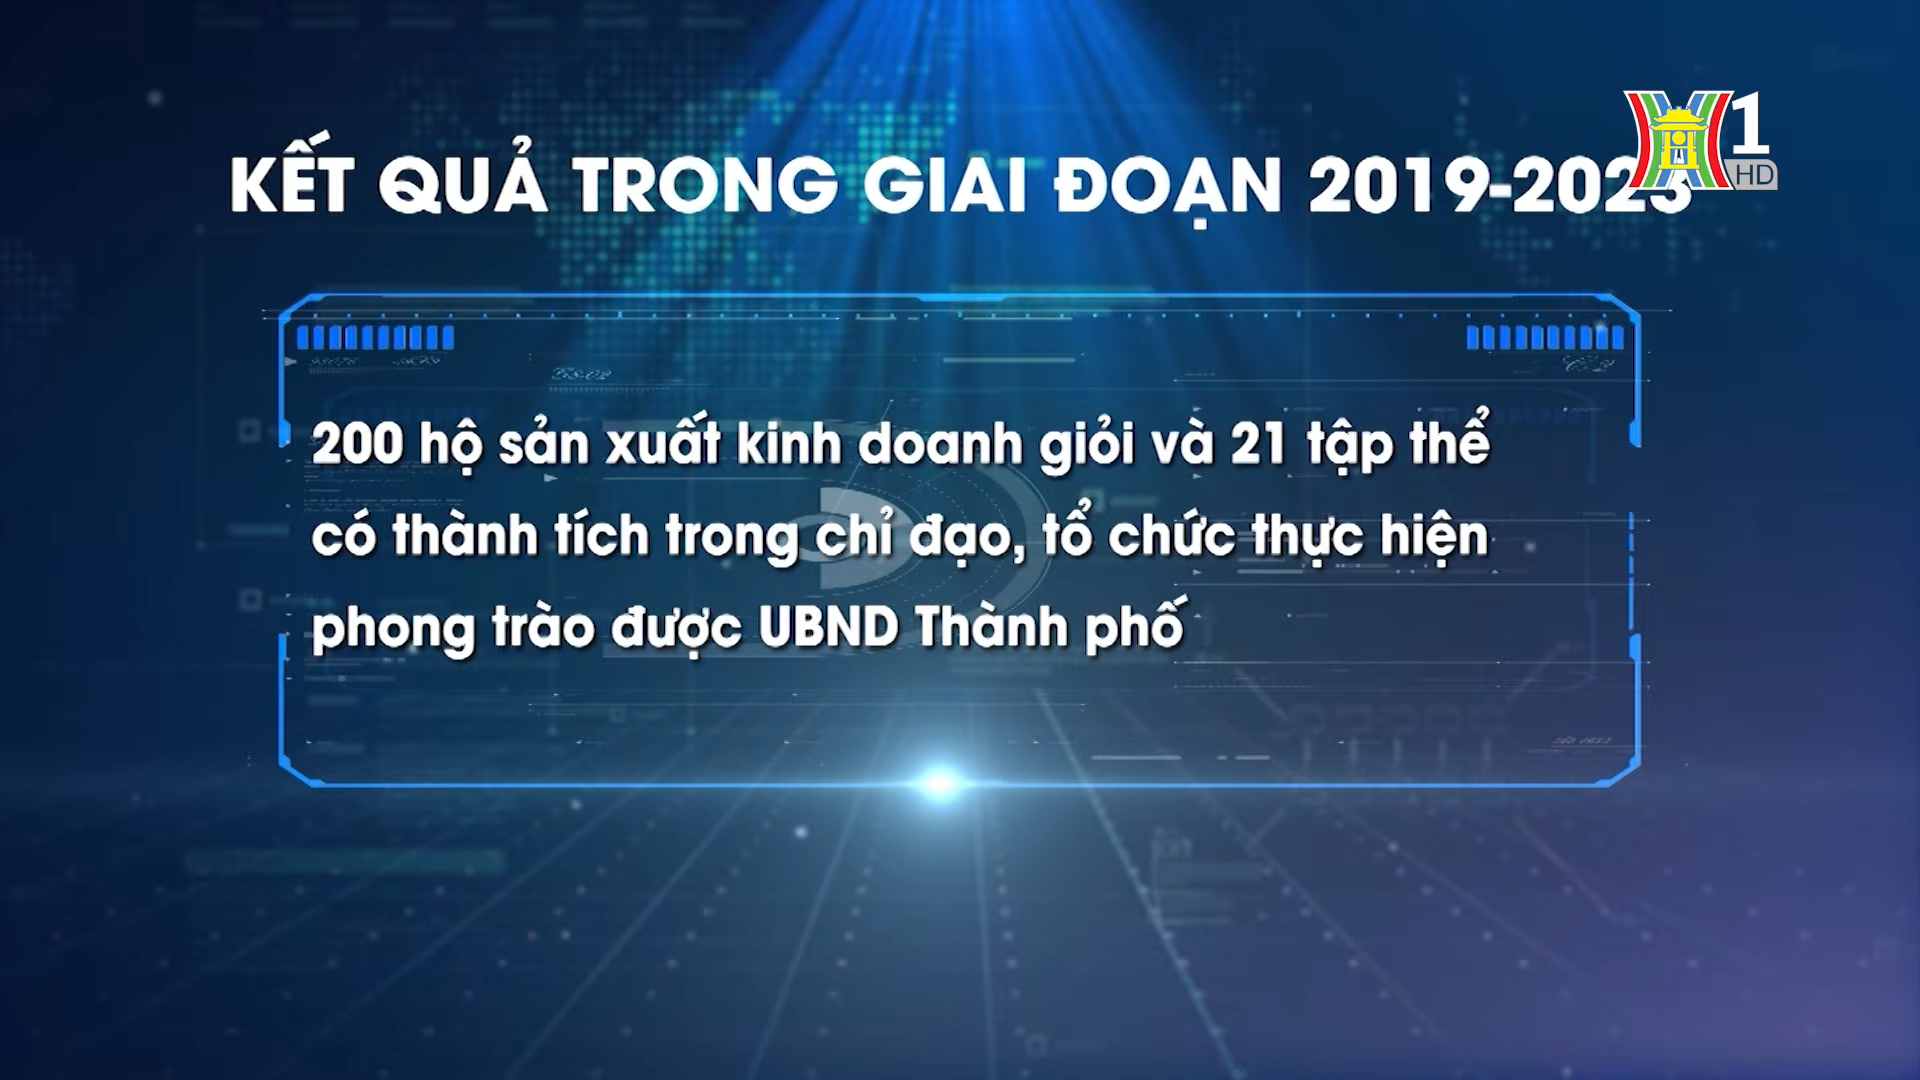 1
HD
KẾT QUẢ TRONG GIAI ĐOẠN 2019-2023
200 hộ sản xuất kinh doanh giỏi và 21 tập thể
có thành tích trong chỉ đạo, tổ chức thực hiện
phong trào được UBND Thành phố